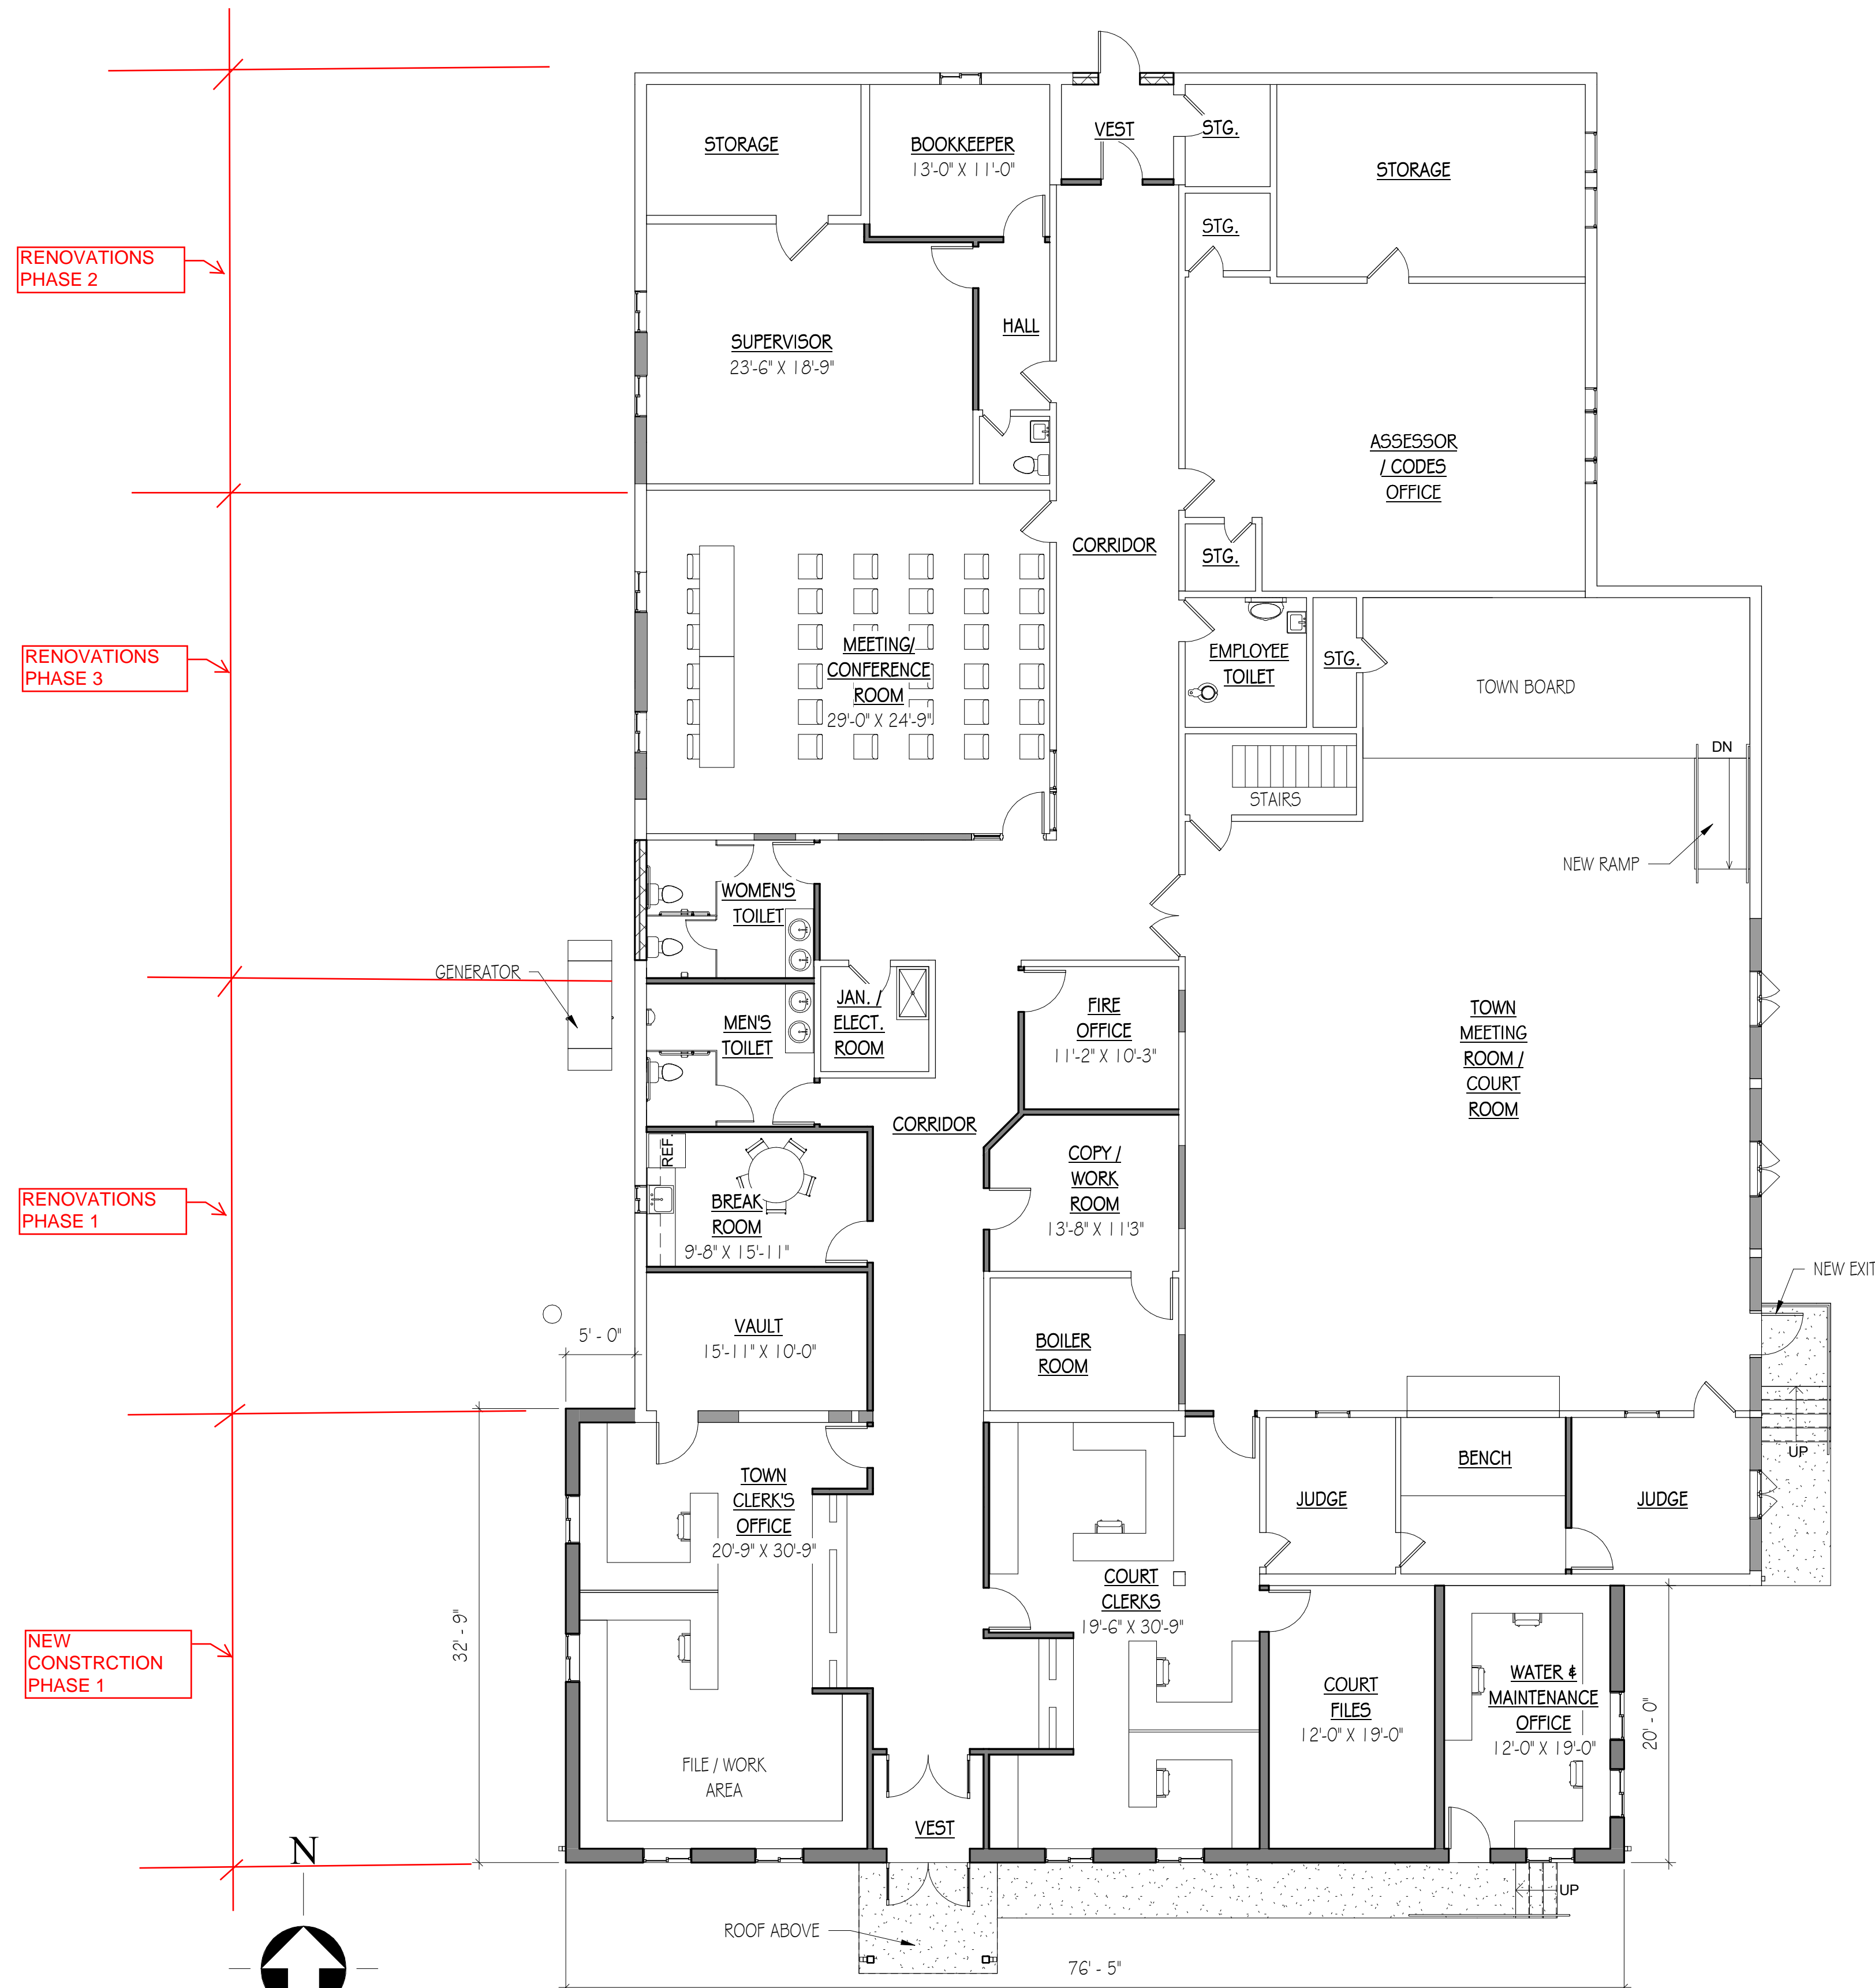 STORAGE
BOOKKEEPER
13'-0" X 11'-0"
VEST
STG.
STORAGE
STG.
RENOVATIONS
PHASE 2
HALL
SUPERVISOR
23'-6" X 18'-9"
ASSESSOR
/ CODES
OFFICE
CORRIDOR
STG.
RENOVATIONS
PHASE 3
MEETING/
CONFERENCE
ROOM
29'-0" X 24'-9"
EMPLOYEE
TOILET
STG.
TOWN BOARD
DN
STAIRS
NEW RAMP
WOMEN'S
TOILET
GENERATOR
JAN. /
ELECT.
ROOM
MEN'S
TOILET
FIRE
OFFICE
11'-2" X 10'-3"
TOWN
MEETING
ROOM /
COURT
ROOM
CORRIDOR
REF.
COPY /
WORK
ROOM
13'-8" X 11'3"
RENOVATIONS
PHASE 1
BREAK
ROOM
9'-8" X 15'-11"
NEW EXIT
5' - 0"
VAULT
15'-11" X 10'-0"
BOILER
ROOM
UP
BENCH
JUDGE
JUDGE
TOWN
CLERK'S
OFFICE
20'-9" X 30'-9"
COURT
CLERKS
19'-6" X 30'-9"
32' - 9"
NEW
CONSTRCTION
PHASE 1
COURT
FILES
12'-0" X 19'-0"
WATER &
MAINTENANCE
OFFICE
12'-0" X 19'-0"
20' - 0"
FILE / WORK
AREA
VEST
N
UP
ROOF ABOVE
76' - 5"